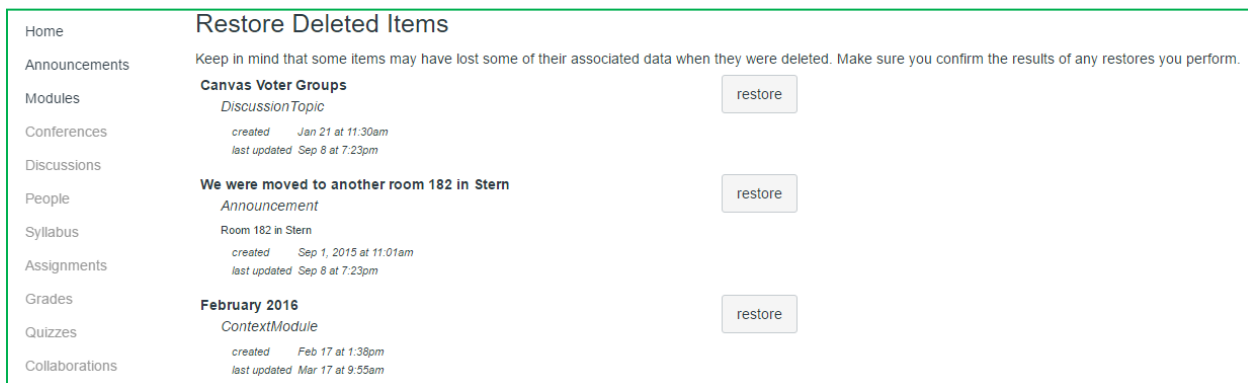 Home
Announcements
Modules
Conferences
Discussions
People
Syllabus
Assignments
Grades
Quizzes
Collaborations
Restore Deleted Items
Keep in mind that some items may have lost some of their associated data when they were deleted. Make sure you confirm the results of any restores you perform.
Canvas Voter Groups
DiscussionTopic
created Jan 21 at 11:30am
last updated Sep 8 at 7:23pm
restore
We were moved to another room 182 in Stern
Announcement
Room 182 in Stern
created Sep 1, 2015 at 11:01am
last updated Sep 8 at 7:23pm
restore
February 2016
ContextModule
created Feb 17 at 1:38pm
last updated Mar 17 at 9:55am
restore